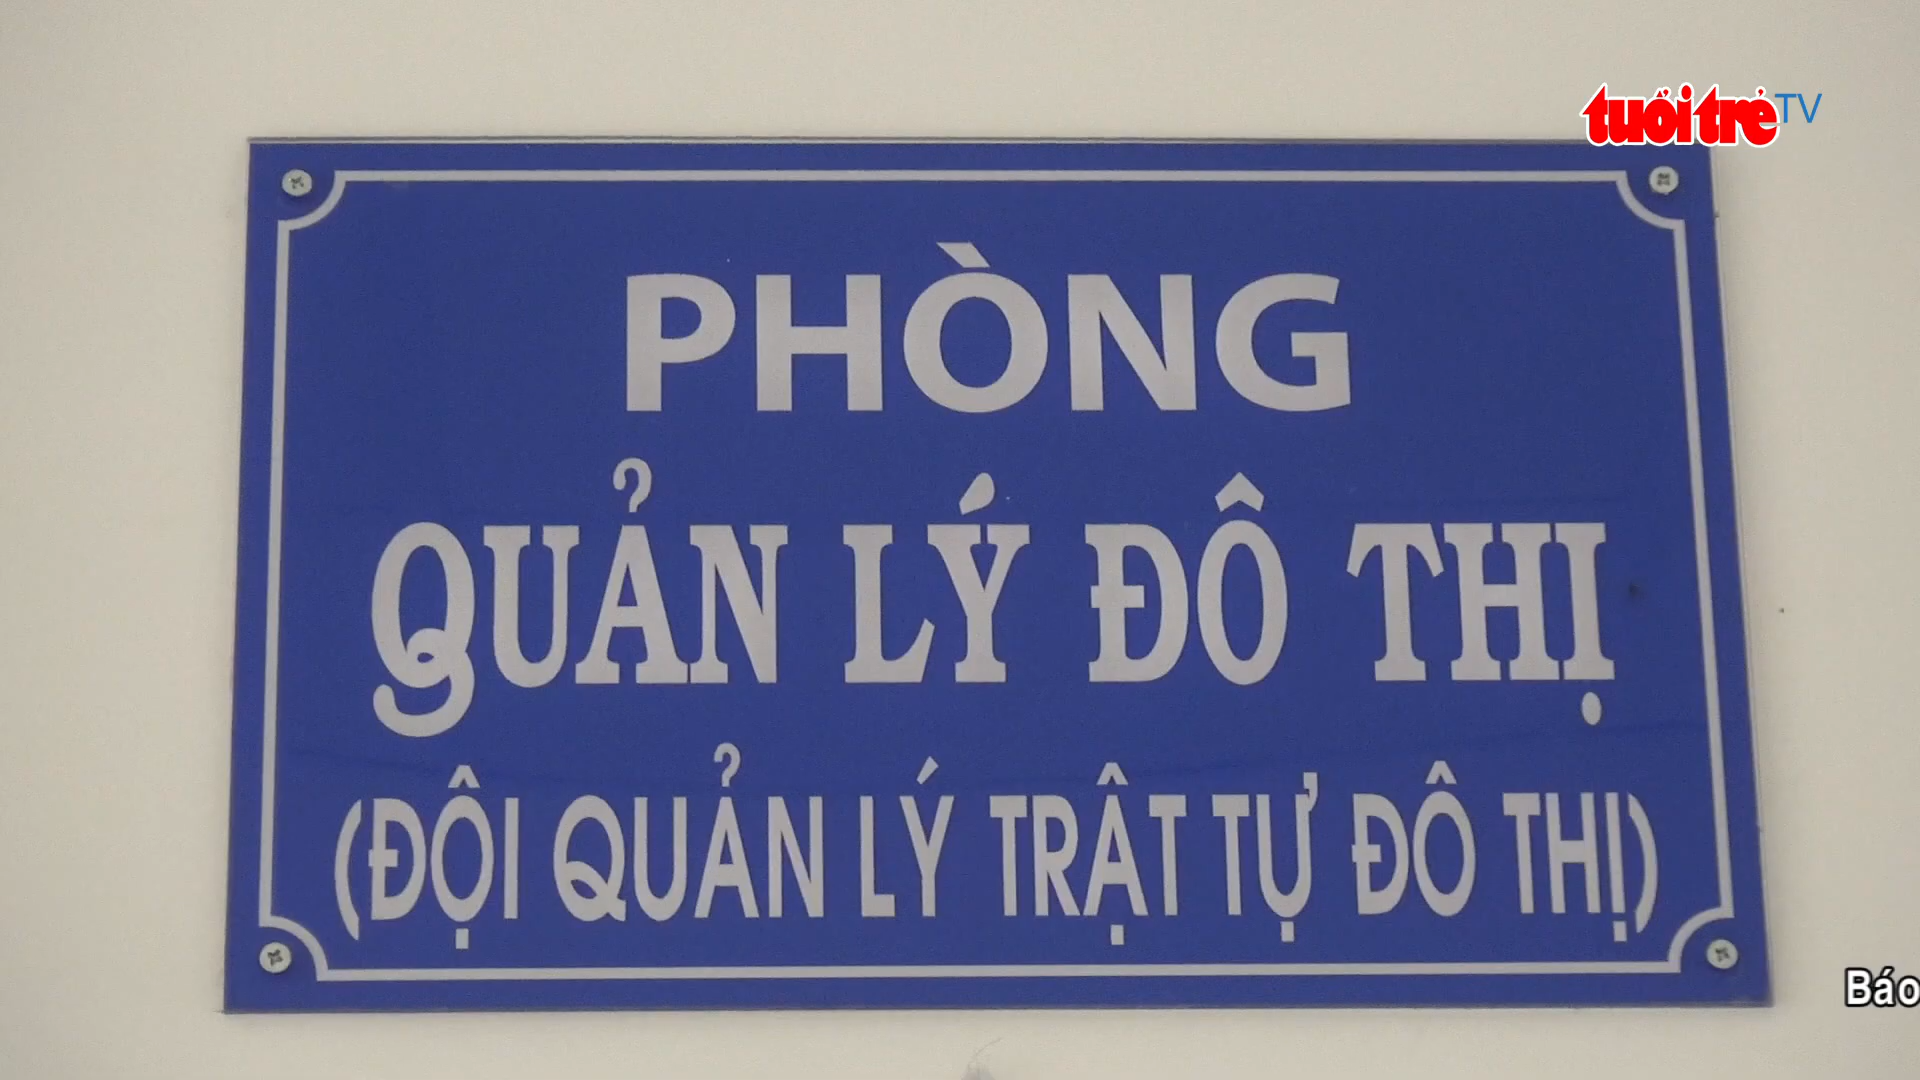 tuổi trẻ TV
PHÒNG
QUẢN LÝ ĐÔ THỊ
(ĐỘI QUẢN LÝ TRẬT TỰ ĐÔ THỊ)
Báo